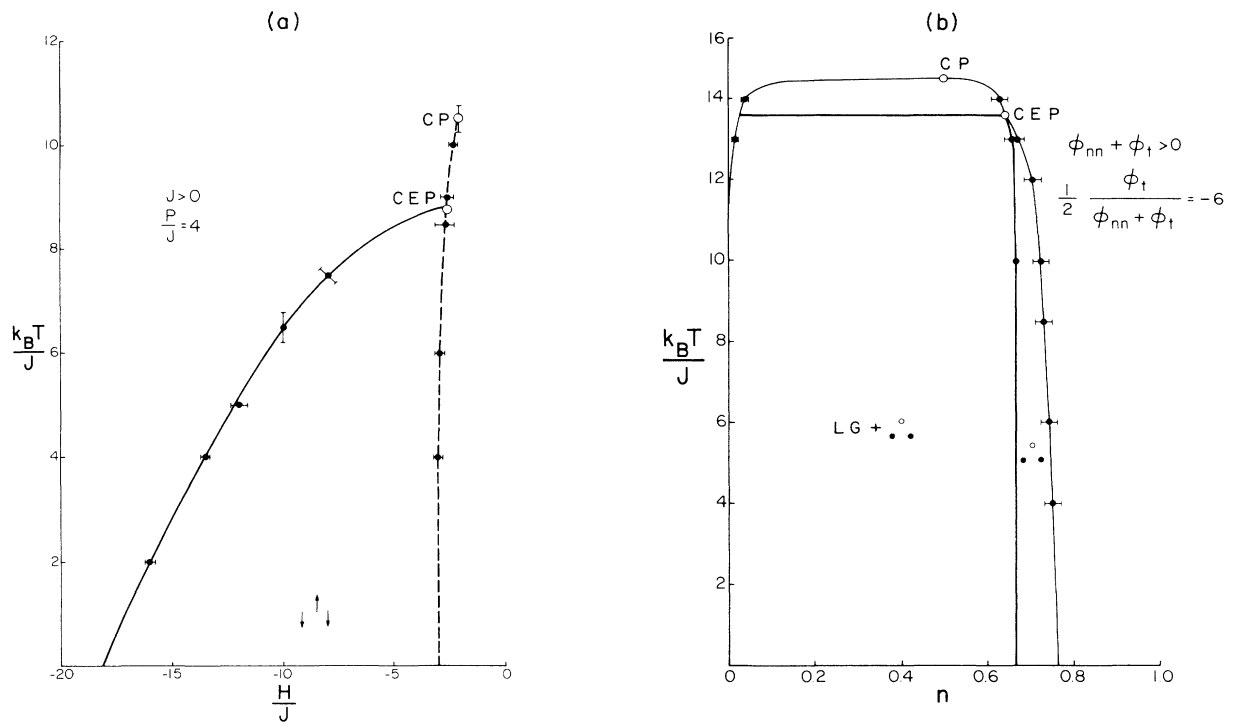 (a)
12
10
8
6
4
2
k_BT
J
J>0
P/J=4
CP
CEP
-20
-15
-10
-5
0
H
J
(b)
16
14
12
10
8
6
4
2
k_BT
J
CP
CEP
ϕ_nn + ϕ_t >0
1/2 ϕ_t/(ϕ_nn + ϕ_t) = -6
LG +
0
0.2
0.4
0.6
0.8
1.0
n